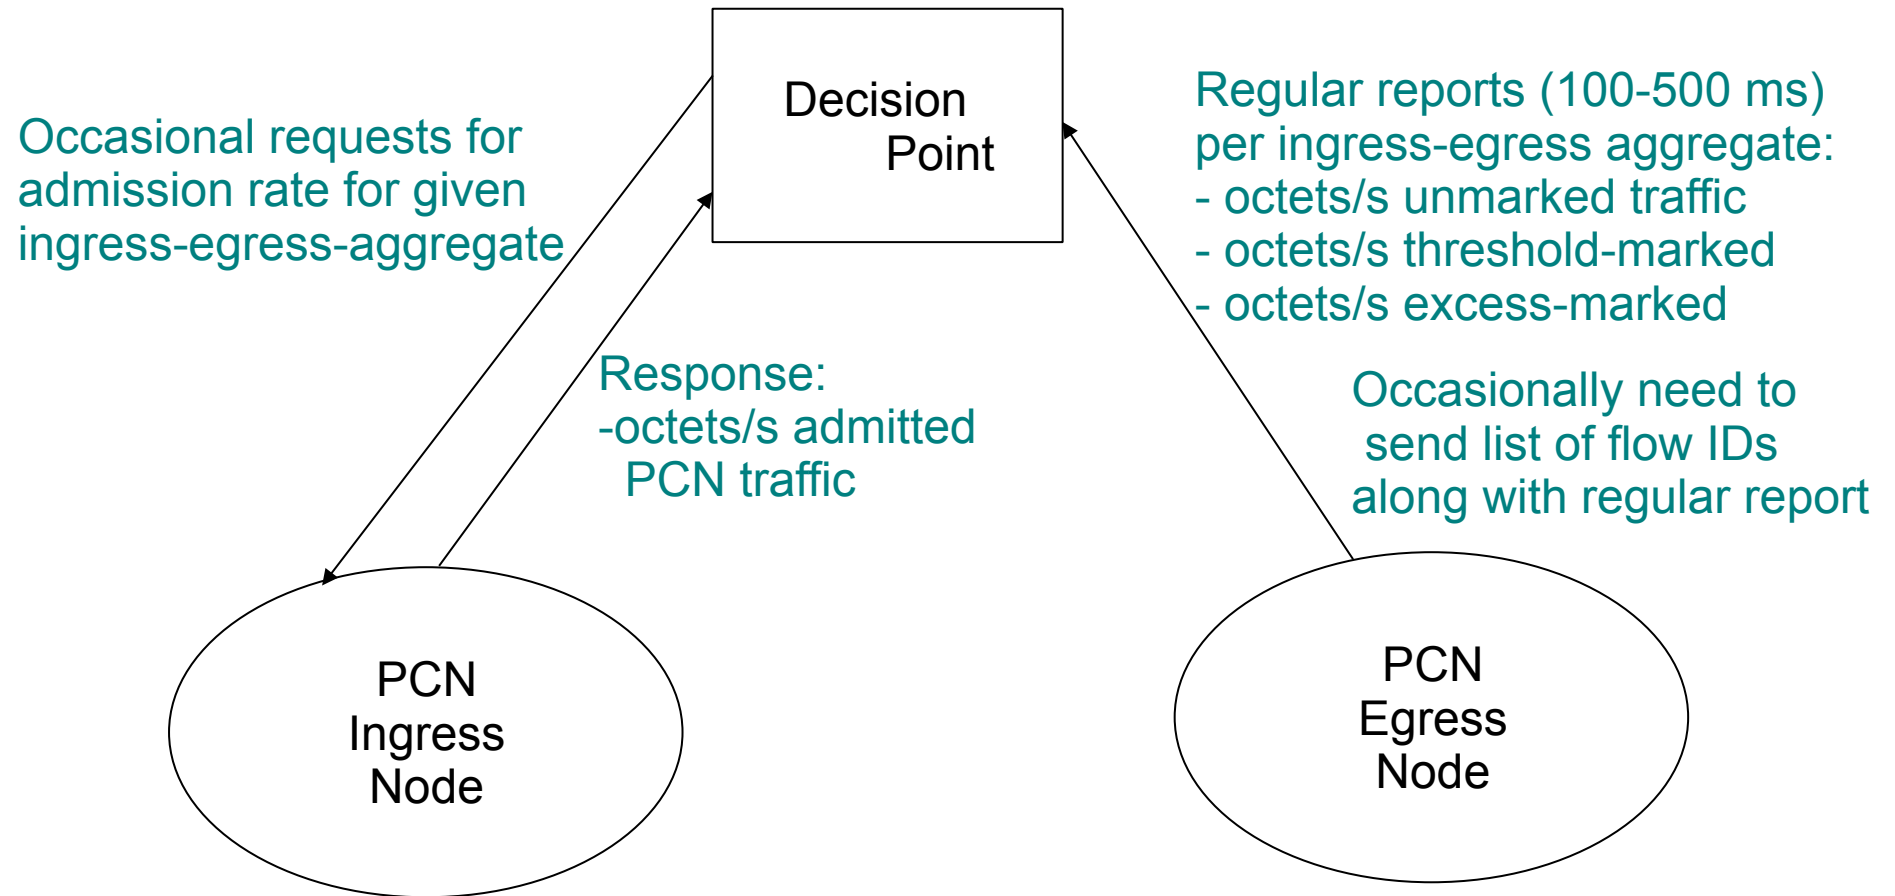 Decision
Point
Occasional requests for
admission rate for given
ingress-egress-aggregate
Regular reports (100-500 ms)
per ingress-egress aggregate:
- octets/s unmarked traffic
- octets/s threshold-marked
- octets/s excess-marked
Response:
-octets/s admitted
PCN traffic
Occasionally need to
send list of flow IDs
along with regular report
PCN
Ingress
Node
PCN
Egress
Node